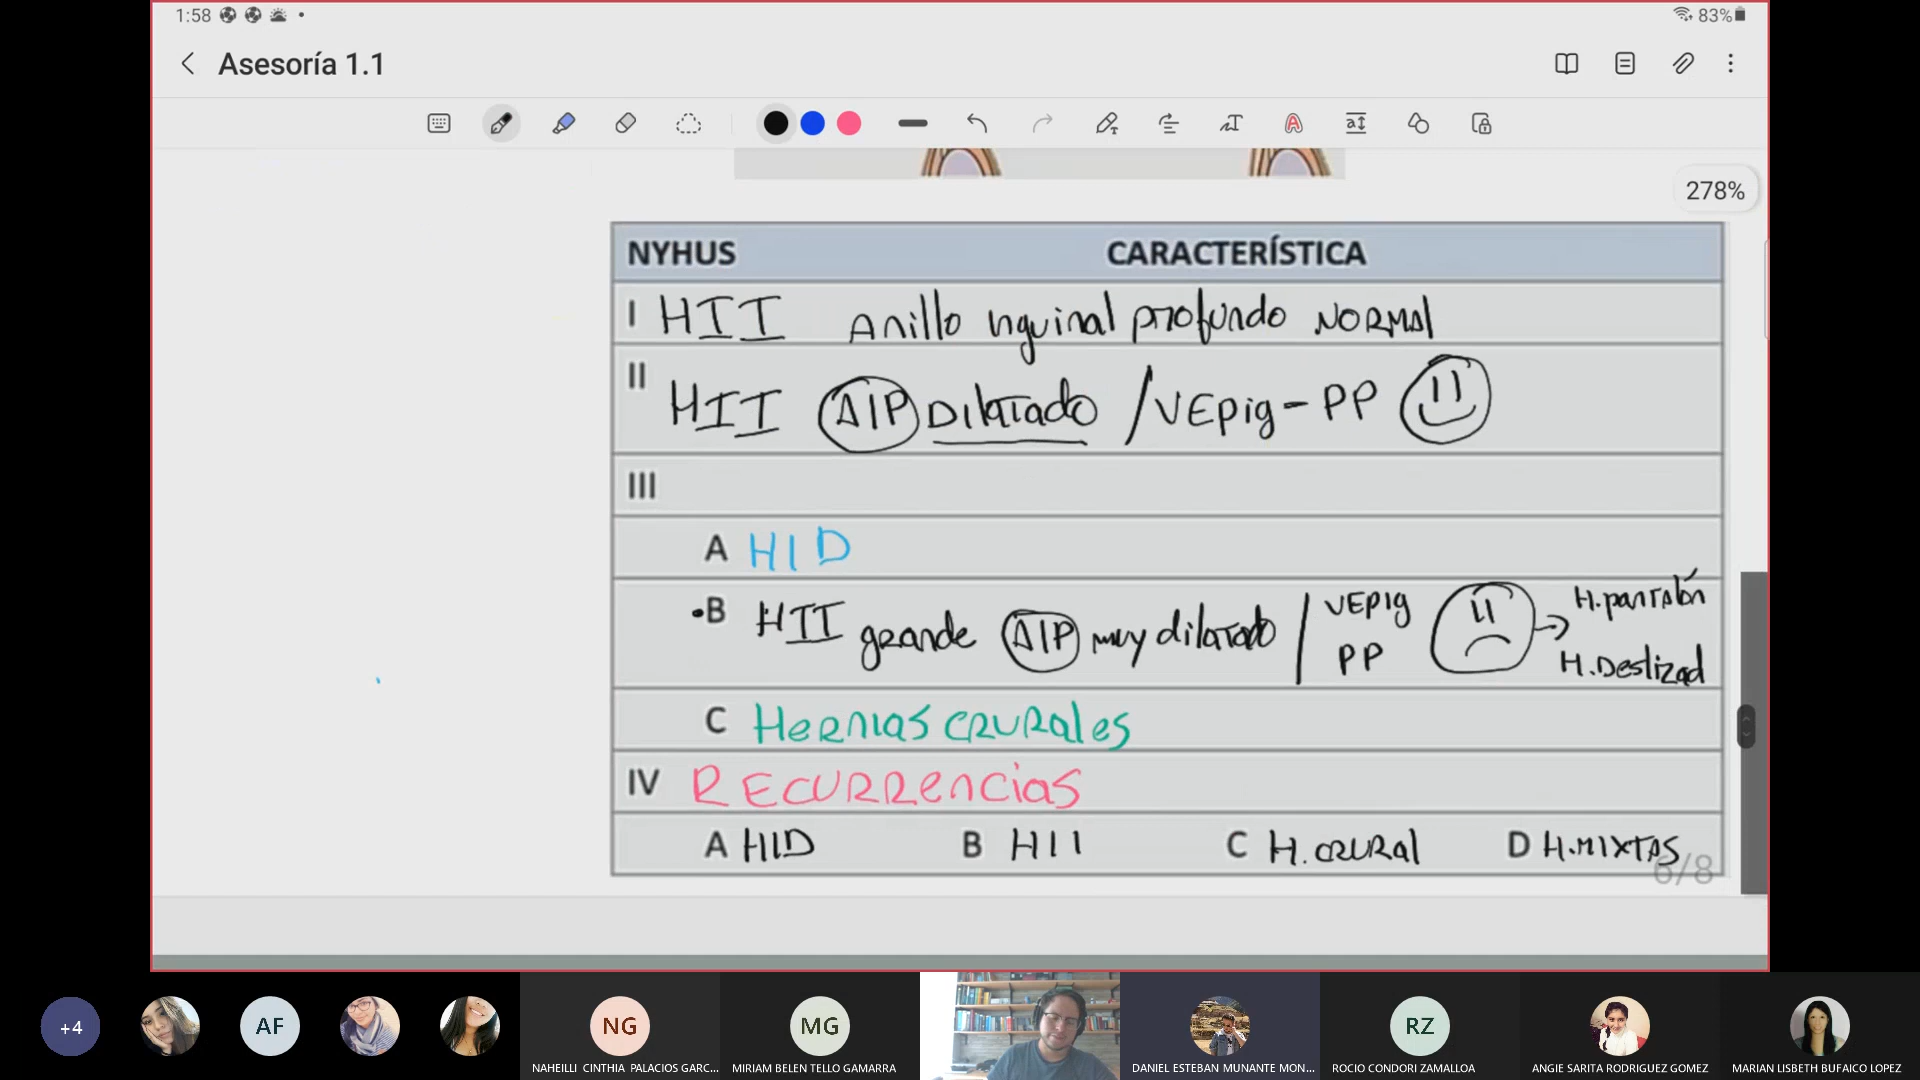 1:58
83%
Asesoría 1.1
278%
NYHUS CARACTERÍSTICA
I HII Anillo inguinal profundo NORMAL
II HII AIP Dilatado / VEpig - PP
III
A HID
B HII grande AIP muy dilatado / VEPig PP → H. pantalón
H. Deslizad
C Hernias CRURales
IV RECURRencias
A HID B HII C H. CRURal D H. MIXTAS
6/8
+4
AF
NG
MG
RZ
NAHEILLI CINTHIA PALACIOS GARC...
MIRIAM BELEN TELLO GAMARRA
DANIEL ESTEBAN MUNANTE MON...
ROCIO CONDORI ZAMALLOA
ANGIE SARITA RODRIGUEZ GOMEZ
MARIAN LISBETH BUFAICO LOPEZ